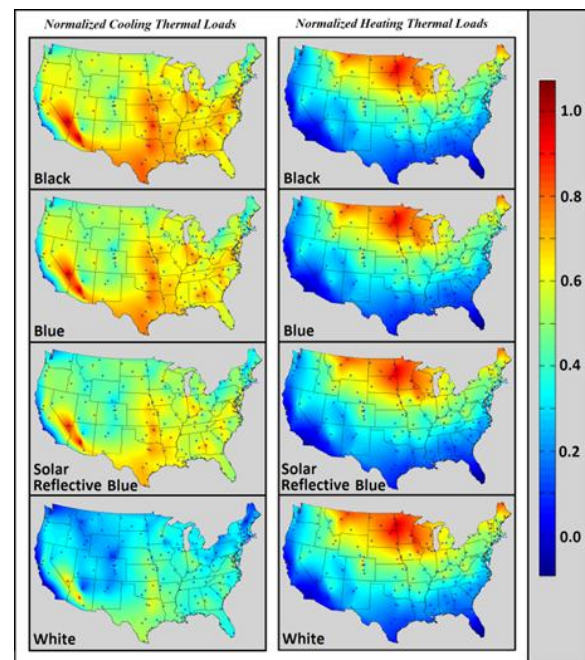 Normalized Cooling Thermal Loads
Normalized Heating Thermal Loads
Black
Black
Blue
Blue
Solar
Reflective Blue
Solar
Reflective Blue
White
White
1.0
0.8
0.6
0.4
0.2
0.0